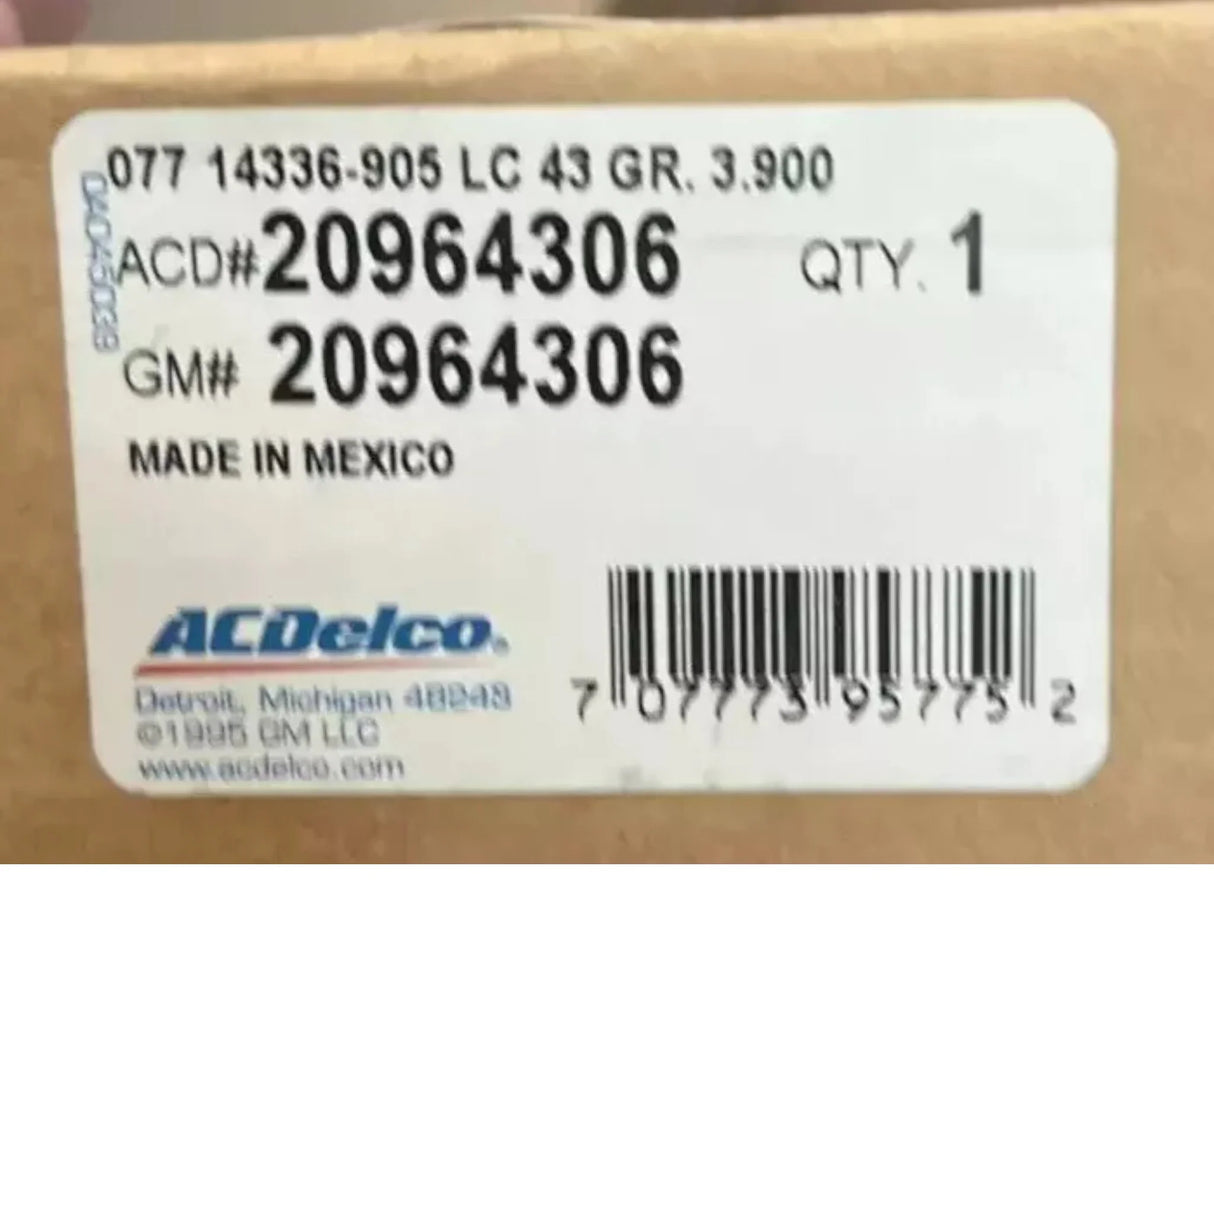 077 14336-905 LC 43 GR. 3.900
ACD# 20964306 QTY. 1
GM# 20964306
MADE IN MEXICO
ACDelco®
Detroit, Michigan 48243
©1995 GM LLC
www.acdelco.com
7 07773 95775 2